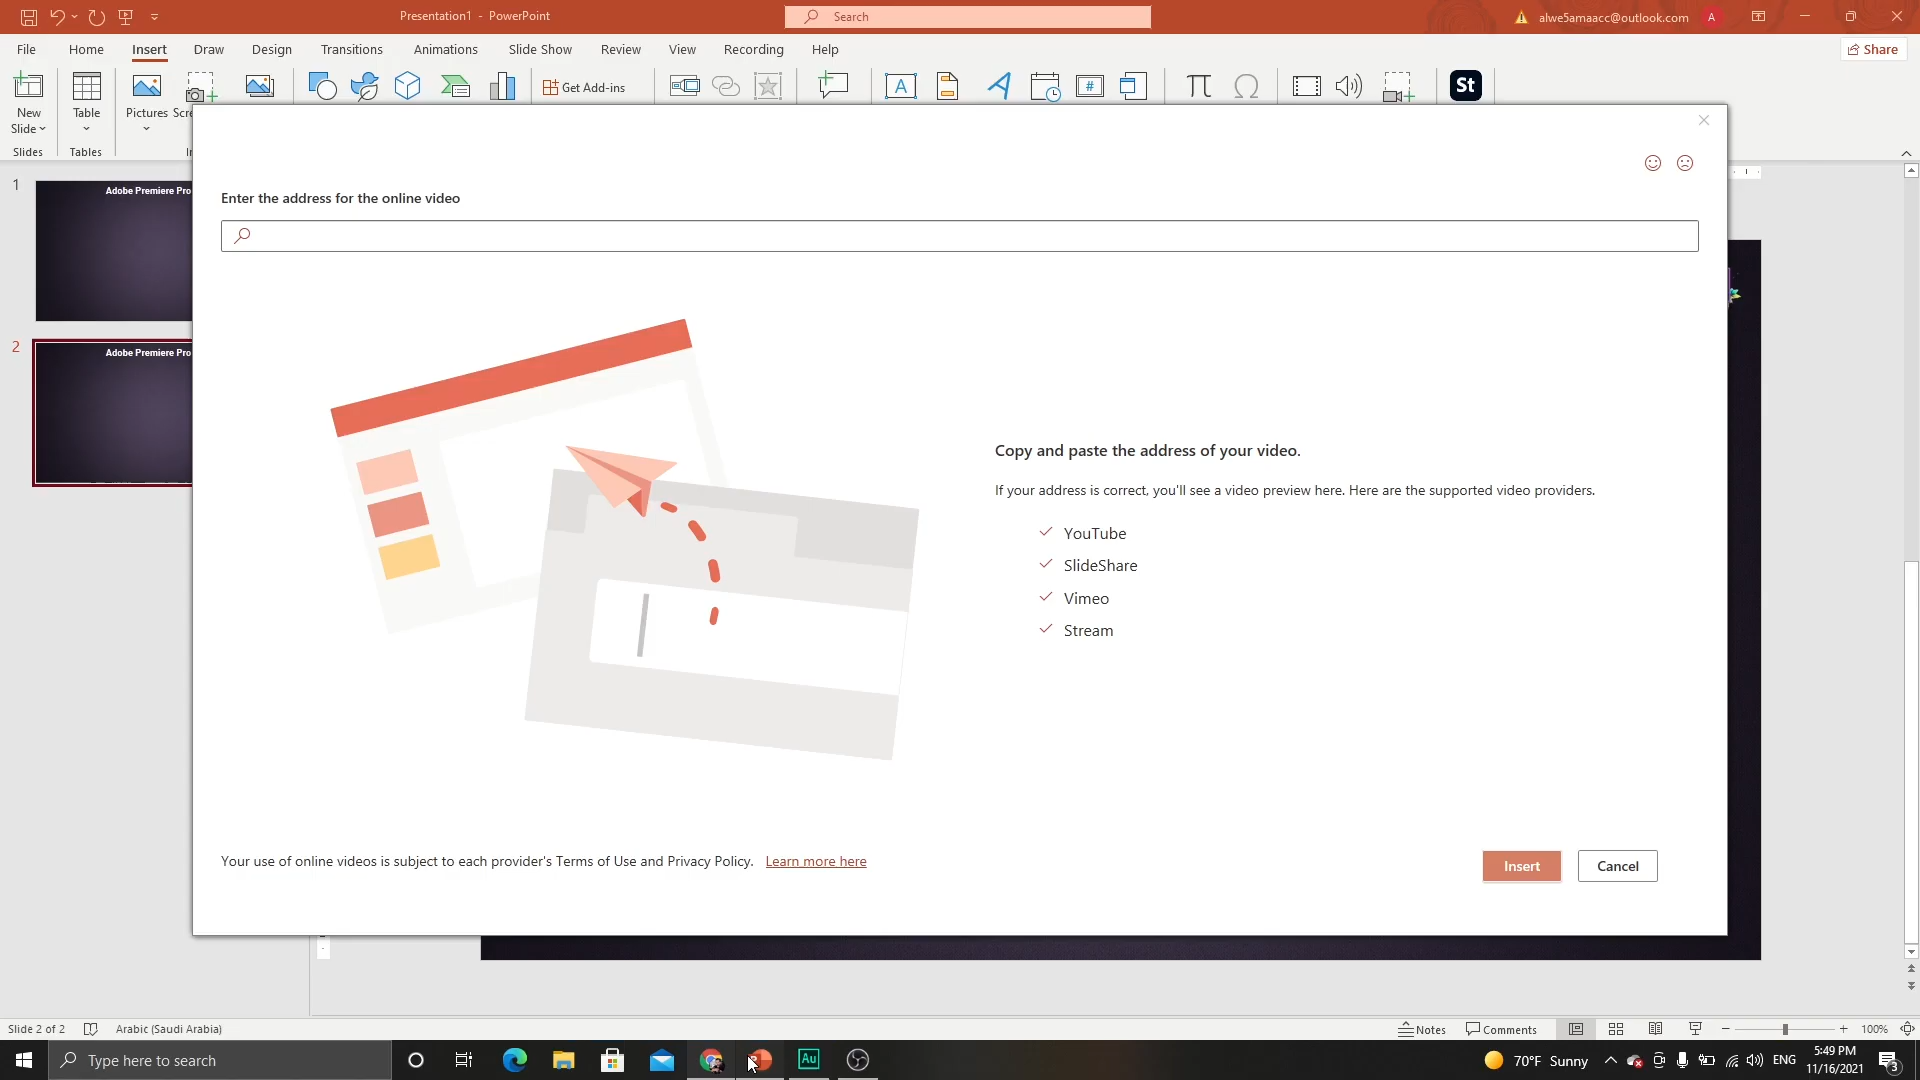 Presentation1 - PowerPoint
Search
alwe5amaacc@outlook.com
A
File Home Insert Draw Design Transitions Animations Slide Show Review View Recording Help
Share
Get Add-ins
A
#
St
New
Slide
Table
Pictures
Scre
Slides
Tables
1
Adobe Premiere Pro
2
Adobe Premiere Pro
Enter the address for the online video
Copy and paste the address of your video.
If your address is correct, you'll see a video preview here. Here are the supported video providers.
YouTube
SlideShare
Vimeo
Stream
Your use of online videos is subject to each provider's Terms of Use and Privacy Policy. Learn more here
Insert
Cancel
Slide 2 of 2
Arabic (Saudi Arabia)
Notes
Comments
100%
Type here to search
Au
70°F Sunny
ENG
5:49 PM
11/16/2021
3